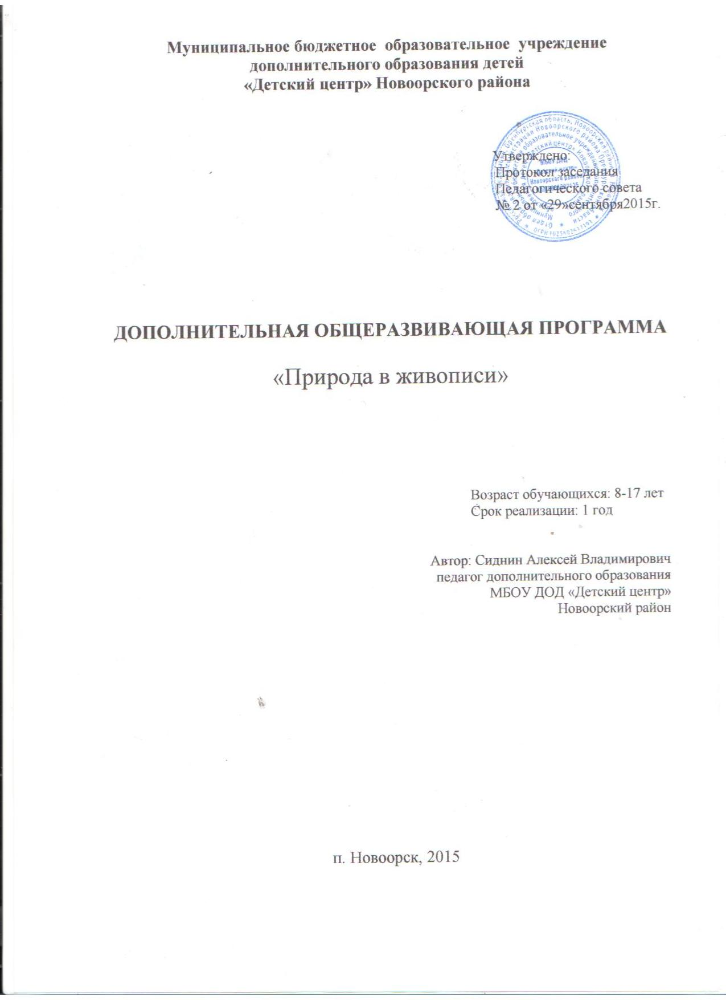 Муниципальное бюджетное образовательное учреждение
дополнительного образования детей
«Детский центр» Новоорского района
Утверждено:
Протокол заседания
Педагогического совета
№ 2 от «29»сентября2015г.
ДОПОЛНИТЕЛЬНАЯ ОБЩЕРАЗВИВАЮЩАЯ ПРОГРАММА
«Природа в живописи»
Возраст обучающихся: 8-17 лет
Срок реализации: 1 год
Автор: Сиднин Алексей Владимирович
педагог дополнительного образования
МБОУ ДОД «Детский центр»
Новоорский район
п. Новоорск, 2015